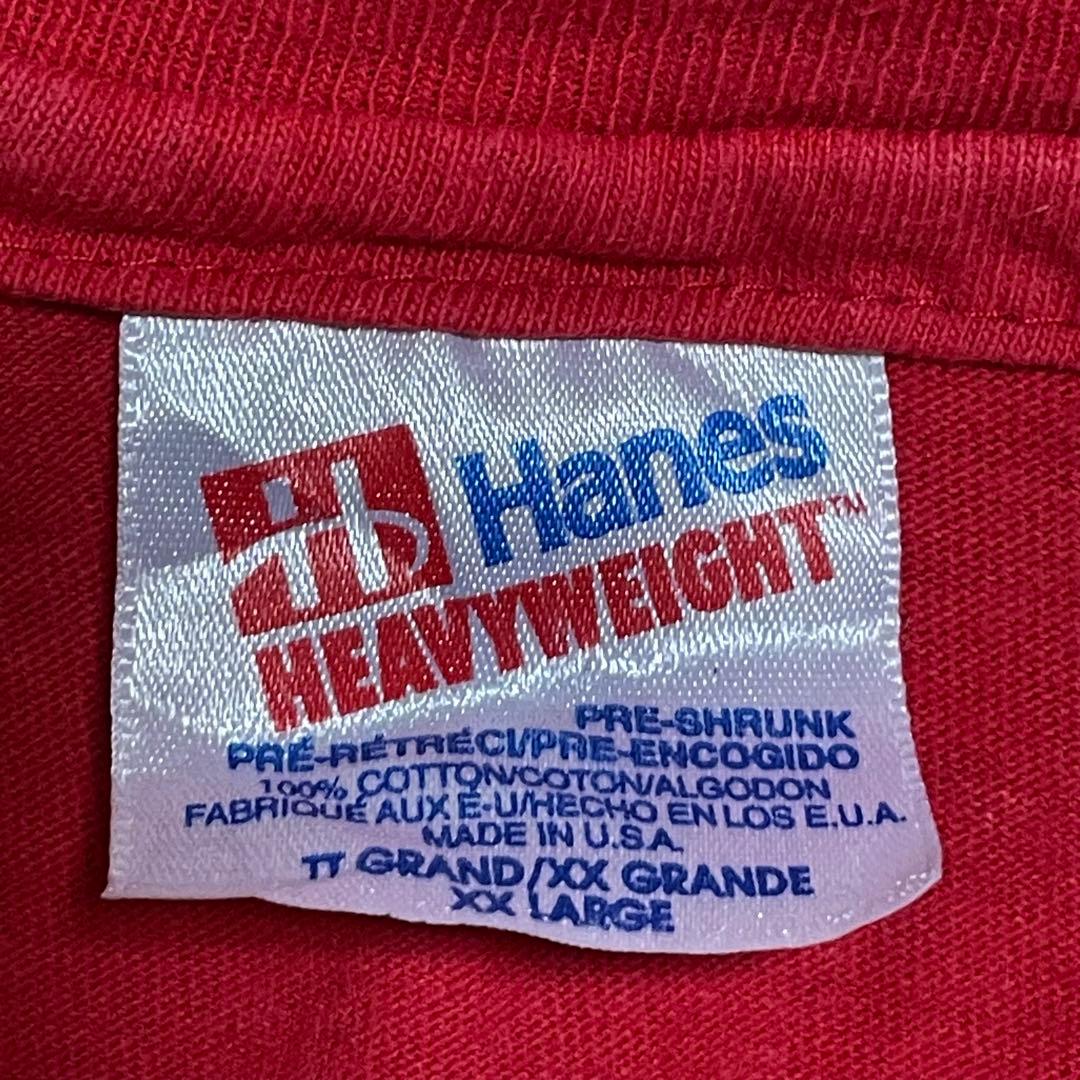 Hanes
HEAVYWEIGHT™
PRE-SHRUNK
PRÉ-RÉTRÉCI/PRE-ENCOGIDO
100% COTTON/COTON/ALGODON
FABRIQUÉ AUX E-U/HECHO EN LOS E.U.A.
MADE IN U.S.A.
TT GRAND/XX GRANDE
XX LARGE